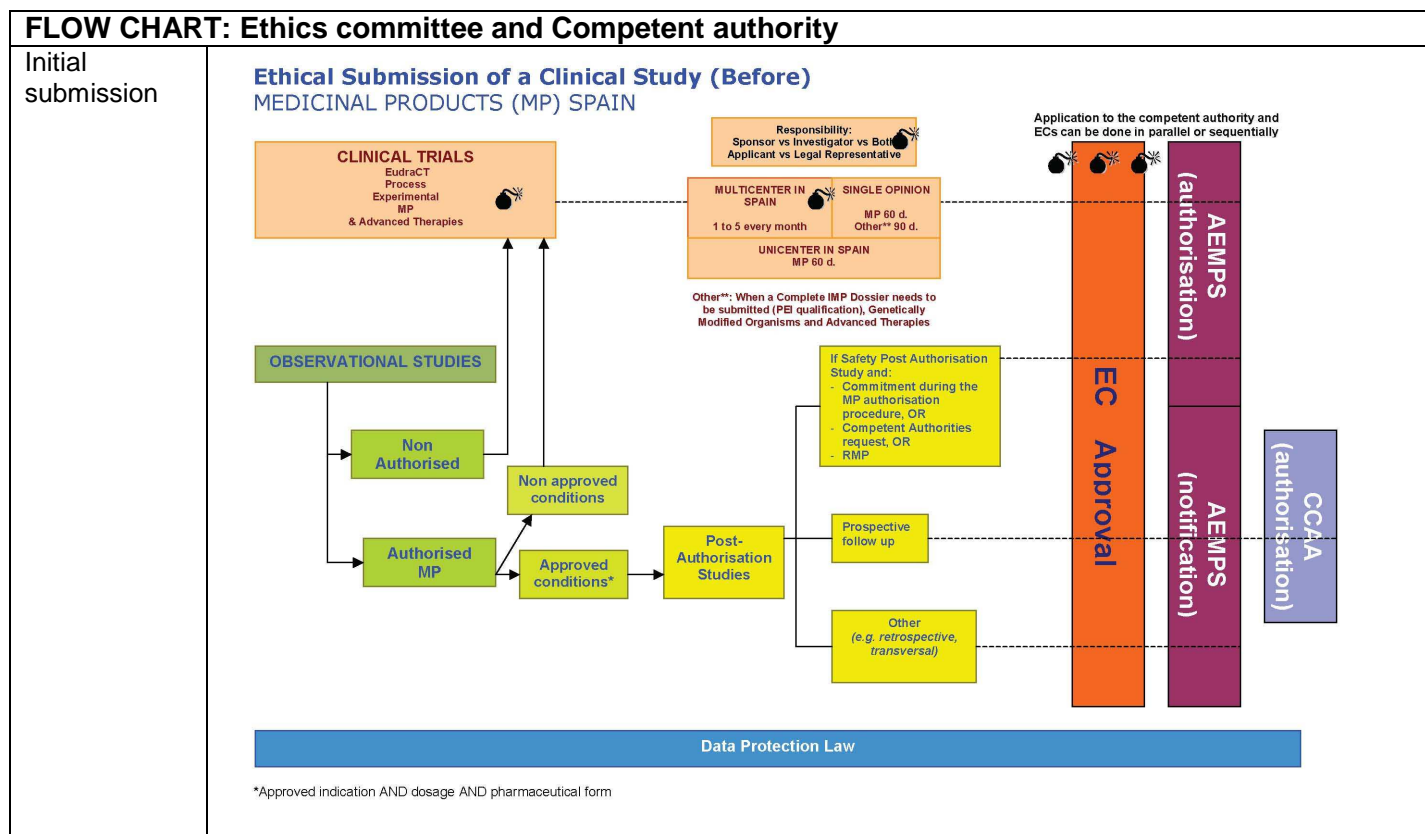 FLOW CHART: Ethics committee and Competent authority
Initial
submission
Ethical Submission of a Clinical Study (Before)
MEDICINAL PRODUCTS (MP) SPAIN
CLINICAL TRIALS
EudraCT
Process
Experimental
MP
& Advanced Therapies
Responsibility:
Sponsor vs Investigator vs Both
Applicant vs Legal Representative
MULTICENTER IN
SPAIN
1 to 5 every month
SINGLE OPINION
MP 60 d.
Other** 90 d.
UNICENTER IN SPAIN
MP 60 d.
Other**: When a Complete IMP Dossier needs to
be submitted (PEI qualification), Genetically
Modified Organisms and Advanced Therapies
Application to the competent authority and
ECs can be done in parallel or sequentially
EC Approval
AEMPS
(authorisation)
AEMPS
(notification)
CCAA
(authorisation)
OBSERVATIONAL STUDIES
Non
Authorised
Authorised
MP
Non approved
conditions
Approved
conditions*
Post-
Authorisation
Studies
If Safety Post Authorisation
Study and:
- Commitment during the
MP authorisation
procedure, OR
- Competent Authorities
request, OR
- RMP
Prospective
follow up
Other
(e.g. retrospective,
transversal)
Data Protection Law
*Approved indication AND dosage AND pharmaceutical form